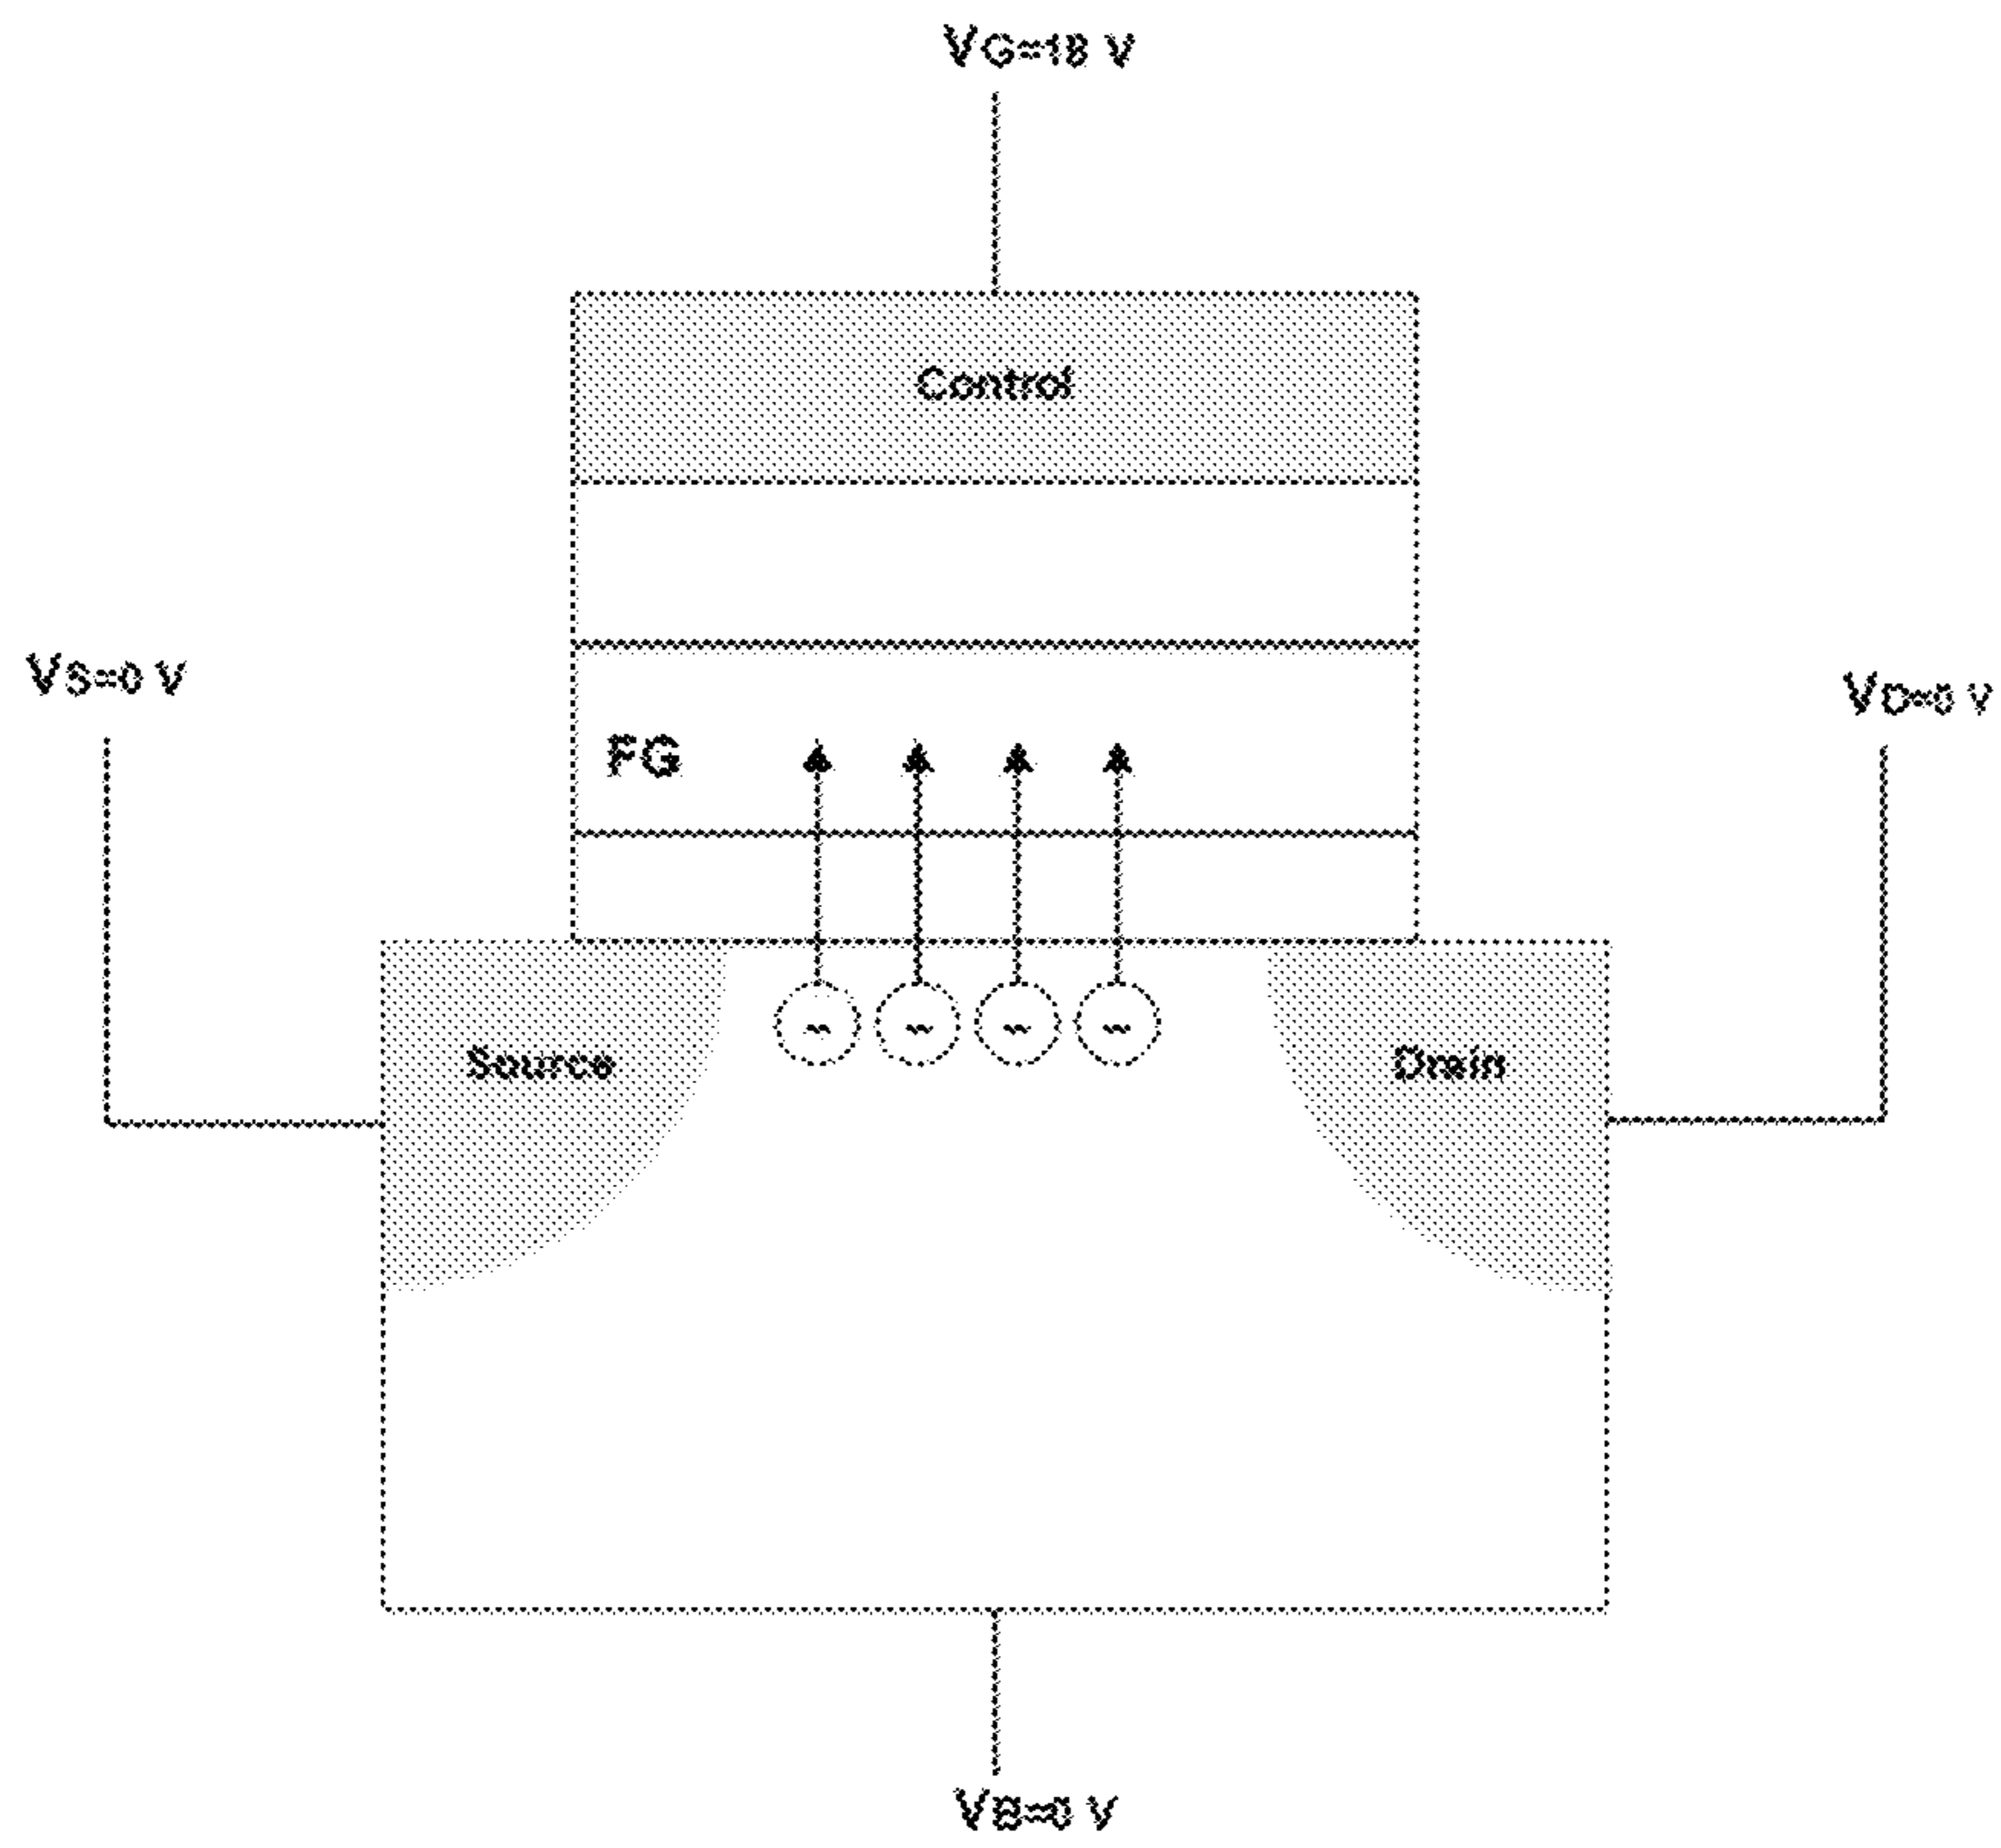 VG=18 V
Control
VS=0 V
VD=0 V
FG
- - - -
Source
Drain
VB=0 V